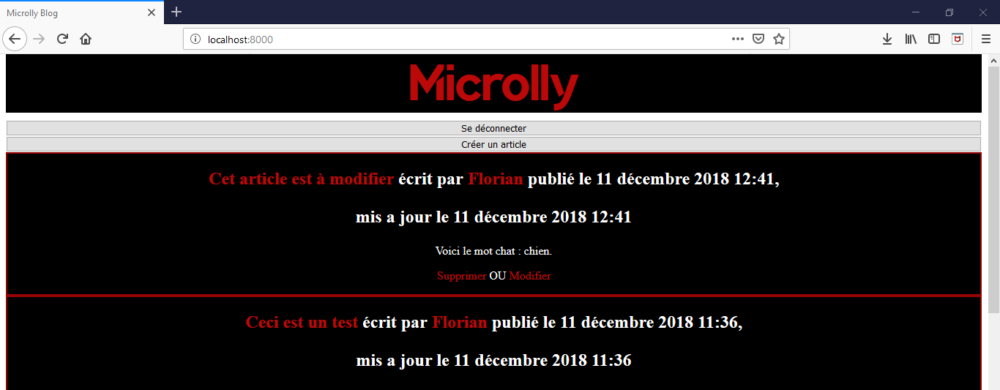 Microlly Blog
localhost:8000
Microlly
Se déconnecter
Créer un article
Cet article est à modifier écrit par Florian publié le 11 décembre 2018 12:41,
mis a jour le 11 décembre 2018 12:41
Voici le mot chat : chien.
Supprimer OU Modifier
Ceci est un test écrit par Florian publié le 11 décembre 2018 11:36,
mis a jour le 11 décembre 2018 11:36